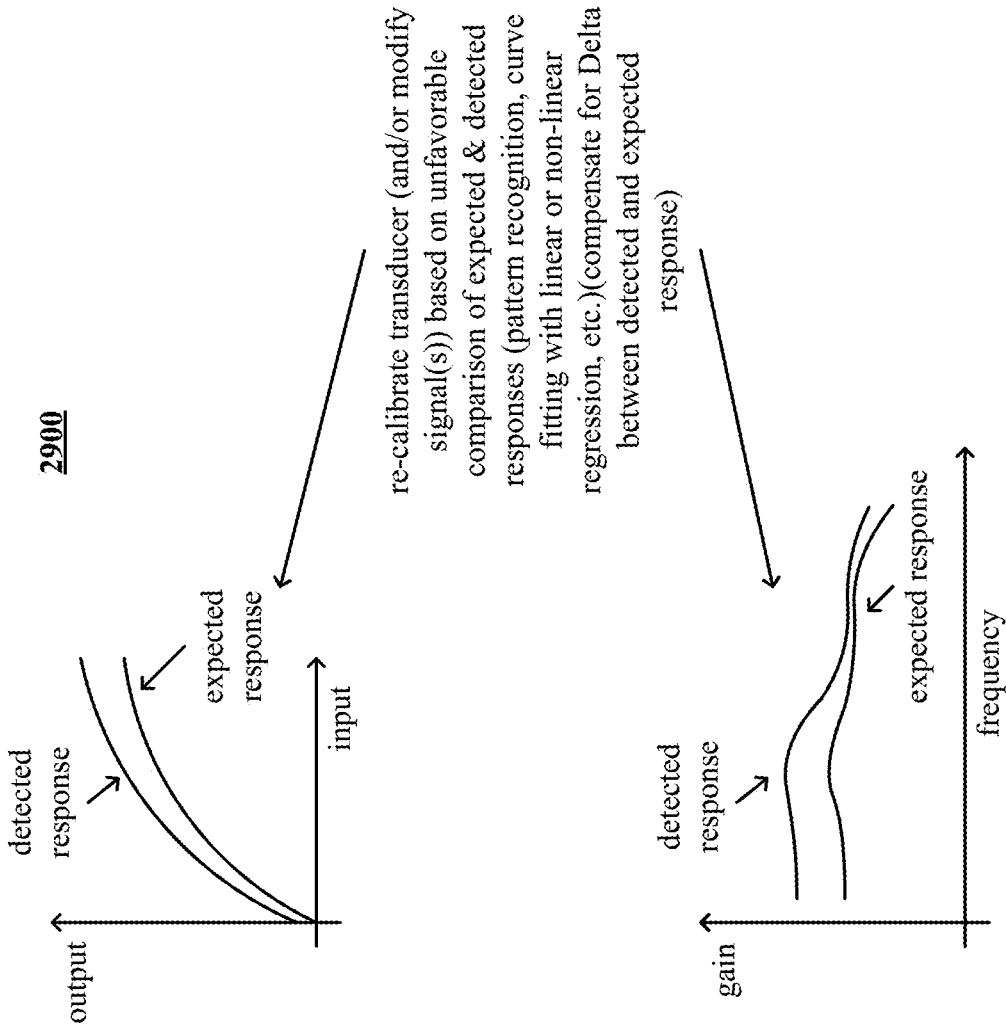 2900
output
detected
response
expected
response
input
re-calibrate transducer (and/or modify
signal(s)) based on unfavorable
comparison of expected & detected
responses (pattern recognition, curve
fitting with linear or non-linear
regression, etc.)(compensate for Delta
between detected and expected
response)
gain
detected
response
expected response
frequency